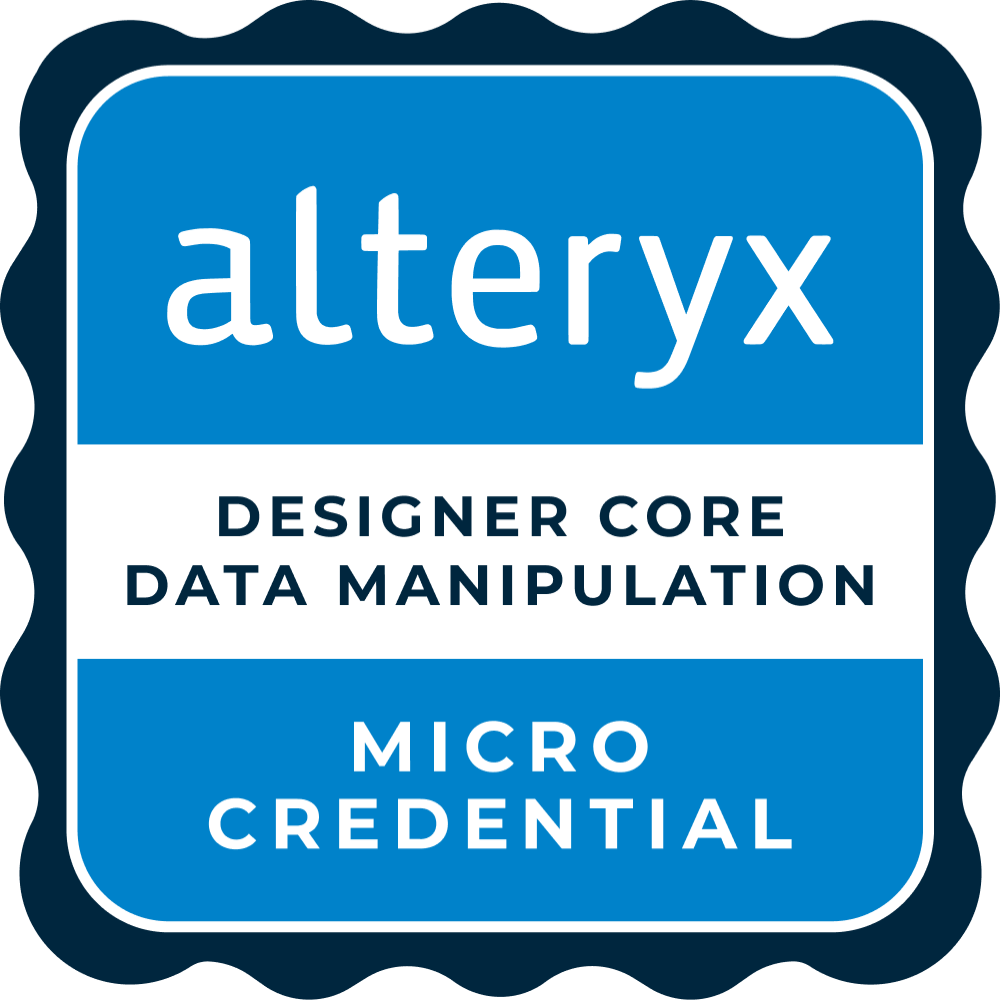 alteryx
DESIGNER CORE
DATA MANIPULATION
MICRO
CREDENTIAL